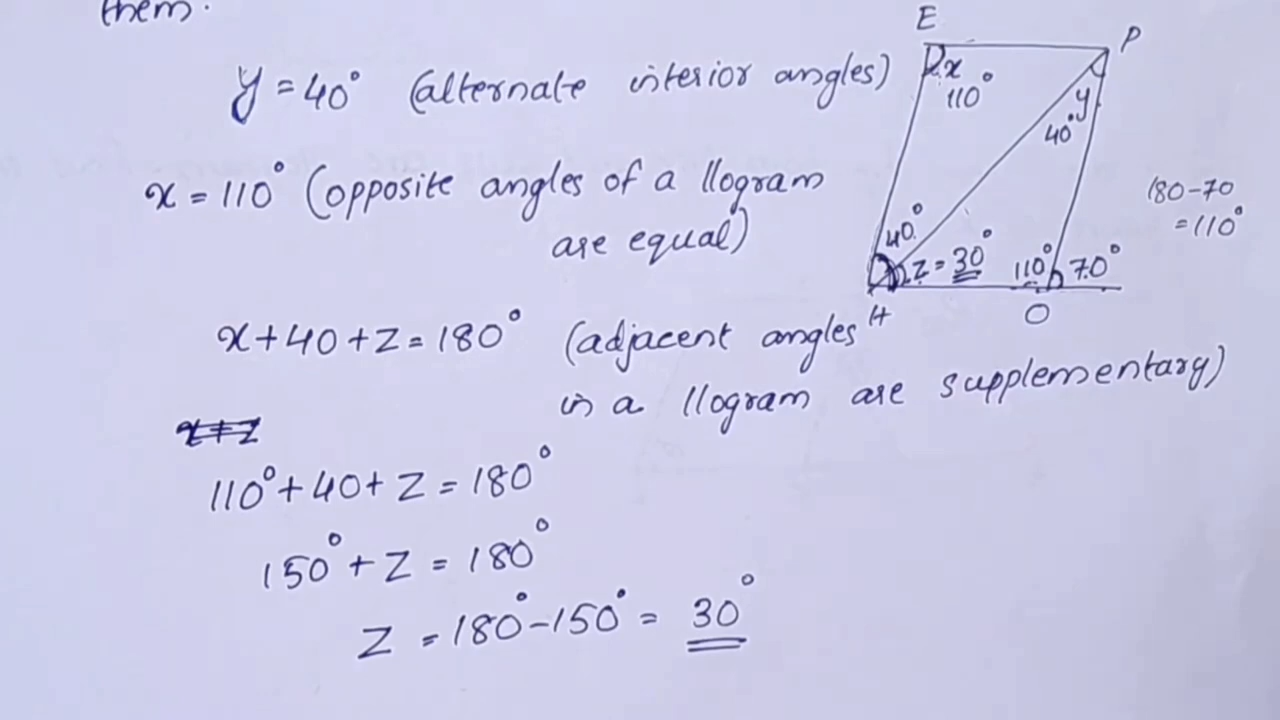 them.
y = 40° (alternate interior angles)
x = 110° (opposite angles of a llogram
are equal)
x + 40 + z = 180° (adjacent angles
in a llogram are supplementary)
x + z
110° + 40 + z = 180°
150° + z = 180°
z = 180° - 150° = 30°
E
P
x
110°
y
40°
40°
z = 30°
110°
70°
H
O
180 - 70
= 110°